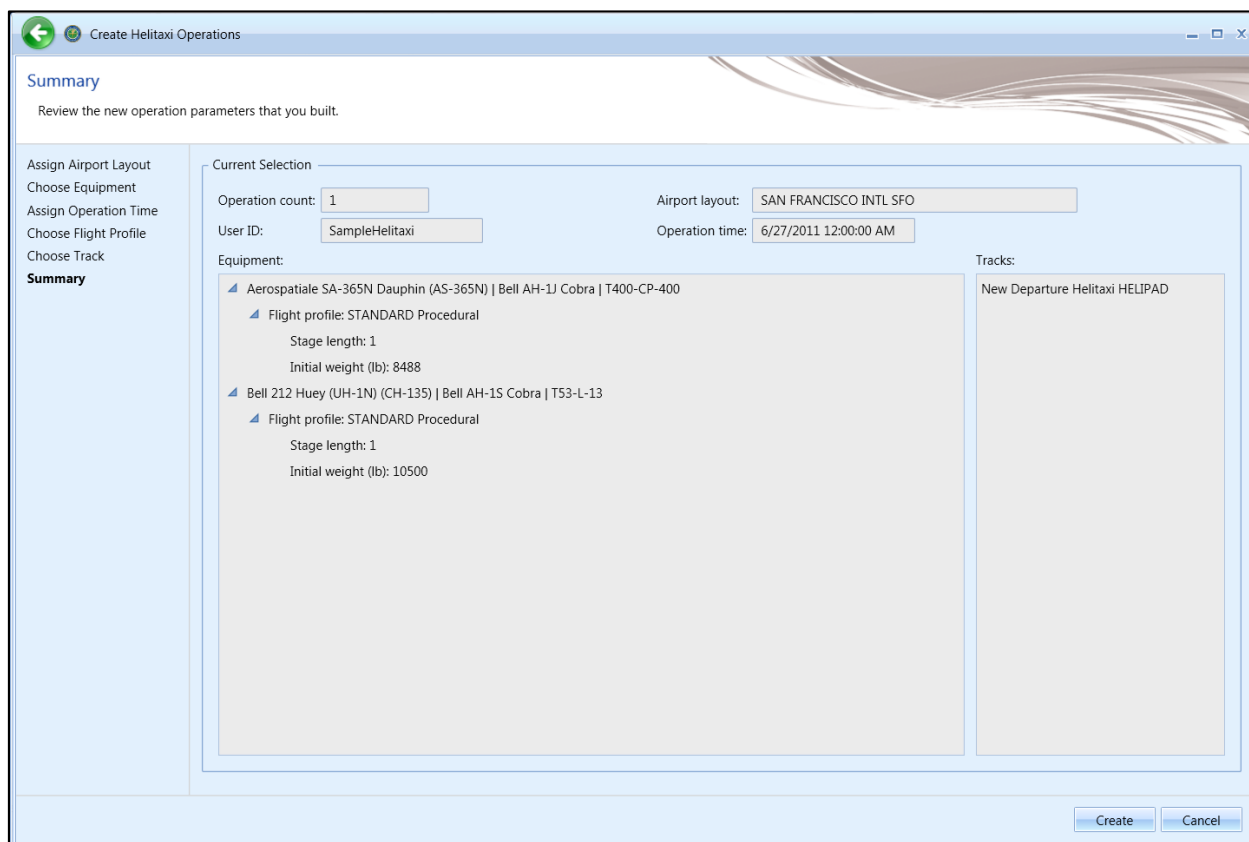 Create Helitaxi Operations
Summary
Review the new operation parameters that you built.
Assign Airport Layout
Choose Equipment
Assign Operation Time
Choose Flight Profile
Choose Track
Summary
Current Selection
Operation count: 1
Airport layout: SAN FRANCISCO INTL SFO
User ID: SampleHelitaxi
Operation time: 6/27/2011 12:00:00 AM
Equipment:
Aerospatiale SA-365N Dauphin (AS-365N) | Bell AH-1J Cobra | T400-CP-400
Flight profile: STANDARD Procedural
Stage length: 1
Initial weight (lb): 8488
Bell 212 Huey (UH-1N) (CH-135) | Bell AH-1S Cobra | T53-L-13
Flight profile: STANDARD Procedural
Stage length: 1
Initial weight (lb): 10500
Tracks:
New Departure Helitaxi HELIPAD
Create
Cancel